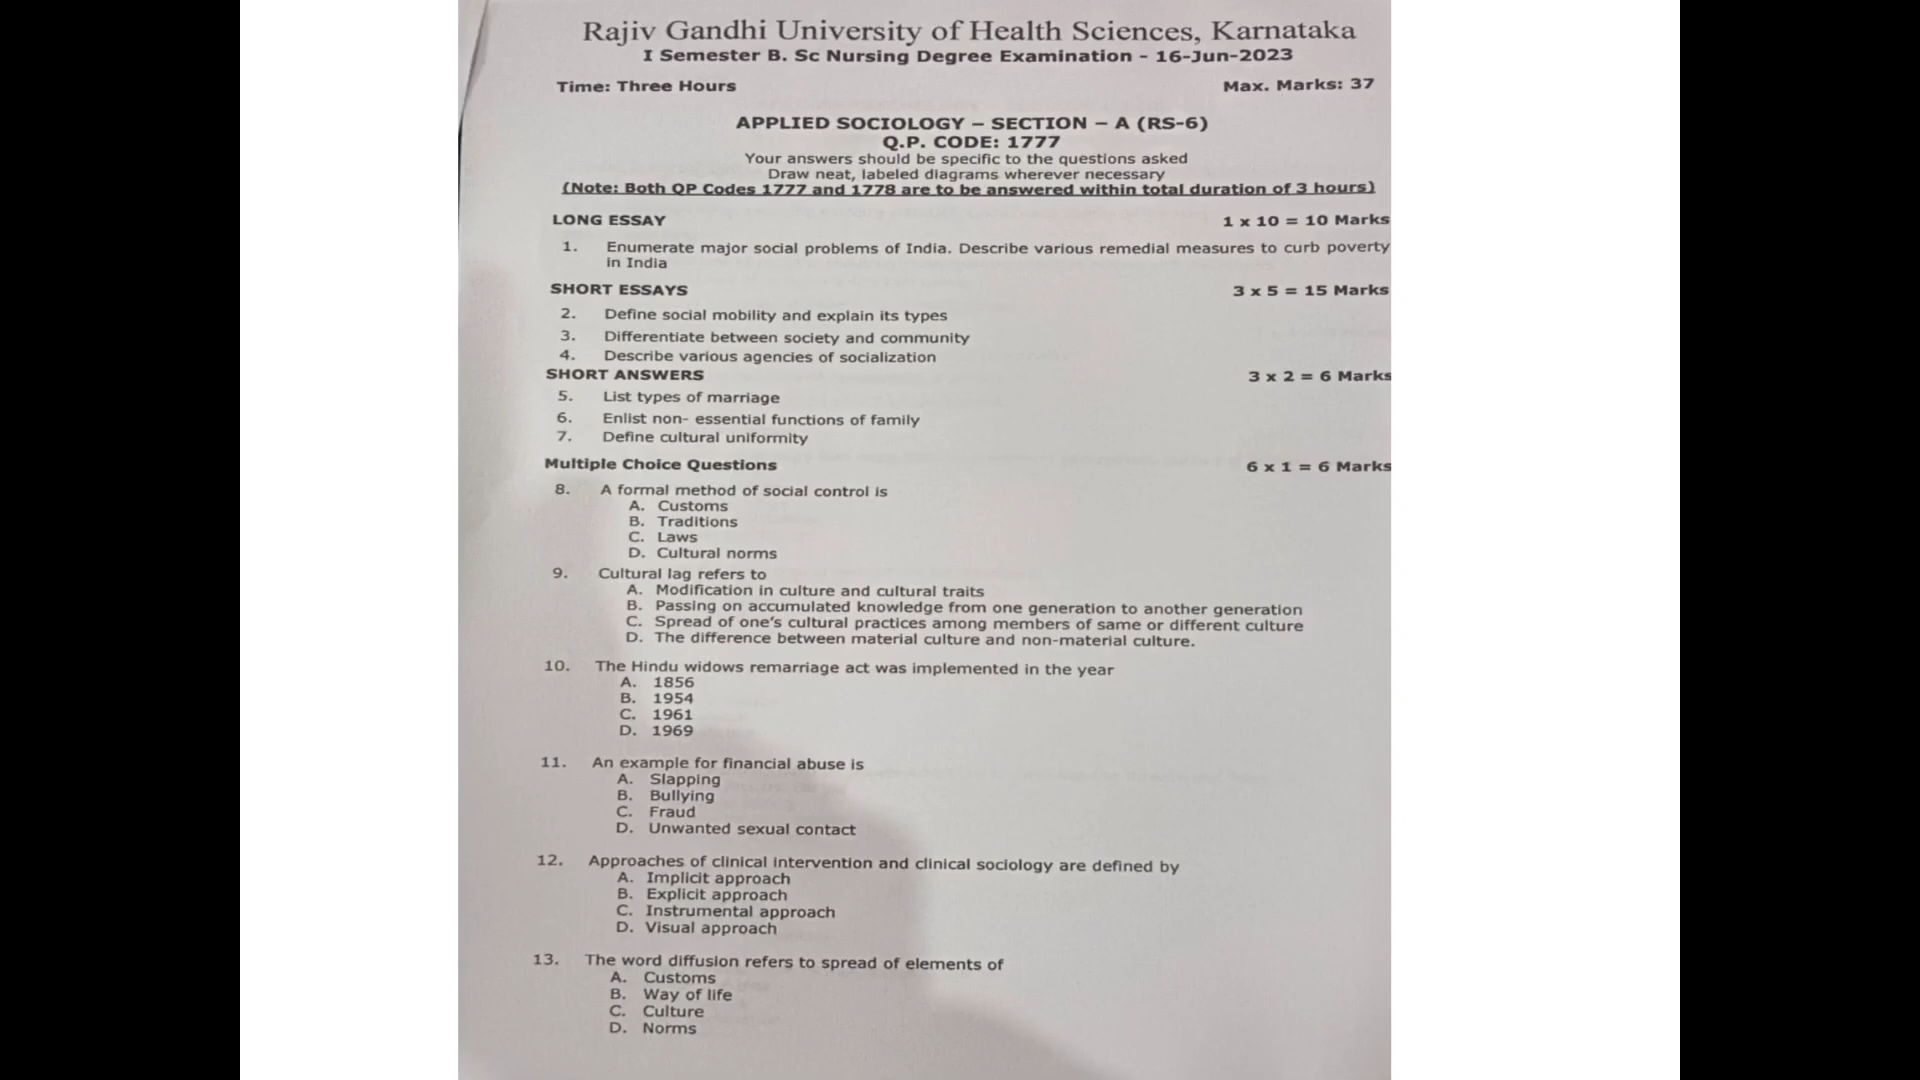 Rajiv Gandhi University of Health Sciences, Karnataka
I Semester B. Sc Nursing Degree Examination - 16-Jun-2023
Time: Three Hours Max. Marks: 37
APPLIED SOCIOLOGY – SECTION – A (RS-6)
Q.P. CODE: 1777
Your answers should be specific to the questions asked
Draw neat, labeled diagrams wherever necessary
(Note: Both QP Codes 1777 and 1778 are to be answered within total duration of 3 hours)
LONG ESSAY 1 x 10 = 10 Marks
1. Enumerate major social problems of India. Describe various remedial measures to curb poverty
in India
SHORT ESSAYS 3 x 5 = 15 Marks
2. Define social mobility and explain its types
3. Differentiate between society and community
4. Describe various agencies of socialization
SHORT ANSWERS 3 x 2 = 6 Marks
5. List types of marriage
6. Enlist non- essential functions of family
7. Define cultural uniformity
Multiple Choice Questions 6 x 1 = 6 Marks
8. A formal method of social control is
A. Customs
B. Traditions
C. Laws
D. Cultural norms
9. Cultural lag refers to
A. Modification in culture and cultural traits
B. Passing on accumulated knowledge from one generation to another generation
C. Spread of one's cultural practices among members of same or different culture
D. The difference between material culture and non-material culture.
10. The Hindu widows remarriage act was implemented in the year
A. 1856
B. 1954
C. 1961
D. 1969
11. An example for financial abuse is
A. Slapping
B. Bullying
C. Fraud
D. Unwanted sexual contact
12. Approaches of clinical intervention and clinical sociology are defined by
A. Implicit approach
B. Explicit approach
C. Instrumental approach
D. Visual approach
13. The word diffusion refers to spread of elements of
A. Customs
B. Way of life
C. Culture
D. Norms